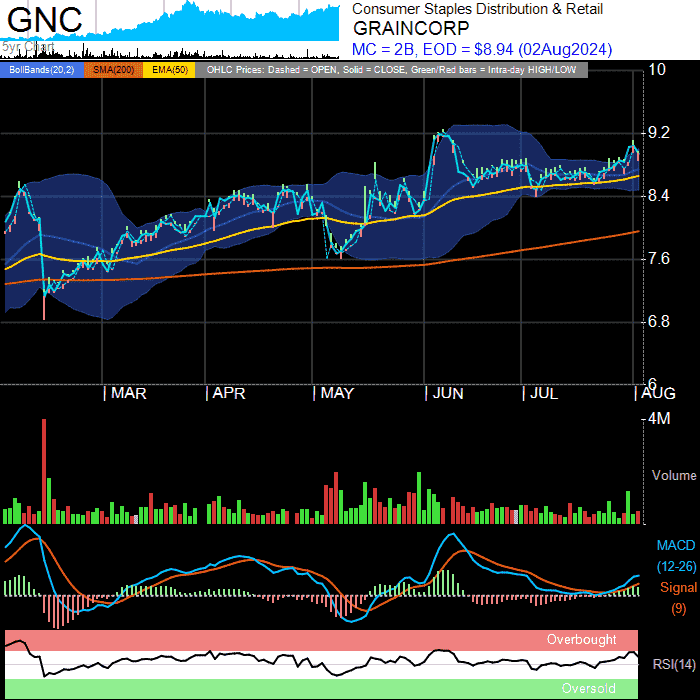 GNC
5yr Chart
Consumer Staples Distribution & Retail
GRAINCORP
MC = 2B, EOD = $8.94 (02Aug2024)
BollBands(20,2) SMA(200) EMA(50) OHLC Prices: Dashed = OPEN, Solid = CLOSE, Green/Red bars = Intra-day HIGH/LOW
10
9.2
8.4
7.6
6.8
6
MAR APR MAY JUN JUL AUG
4M
Volume
MACD
(12-26)
Signal
(9)
Overbought
RSI(14)
Oversold